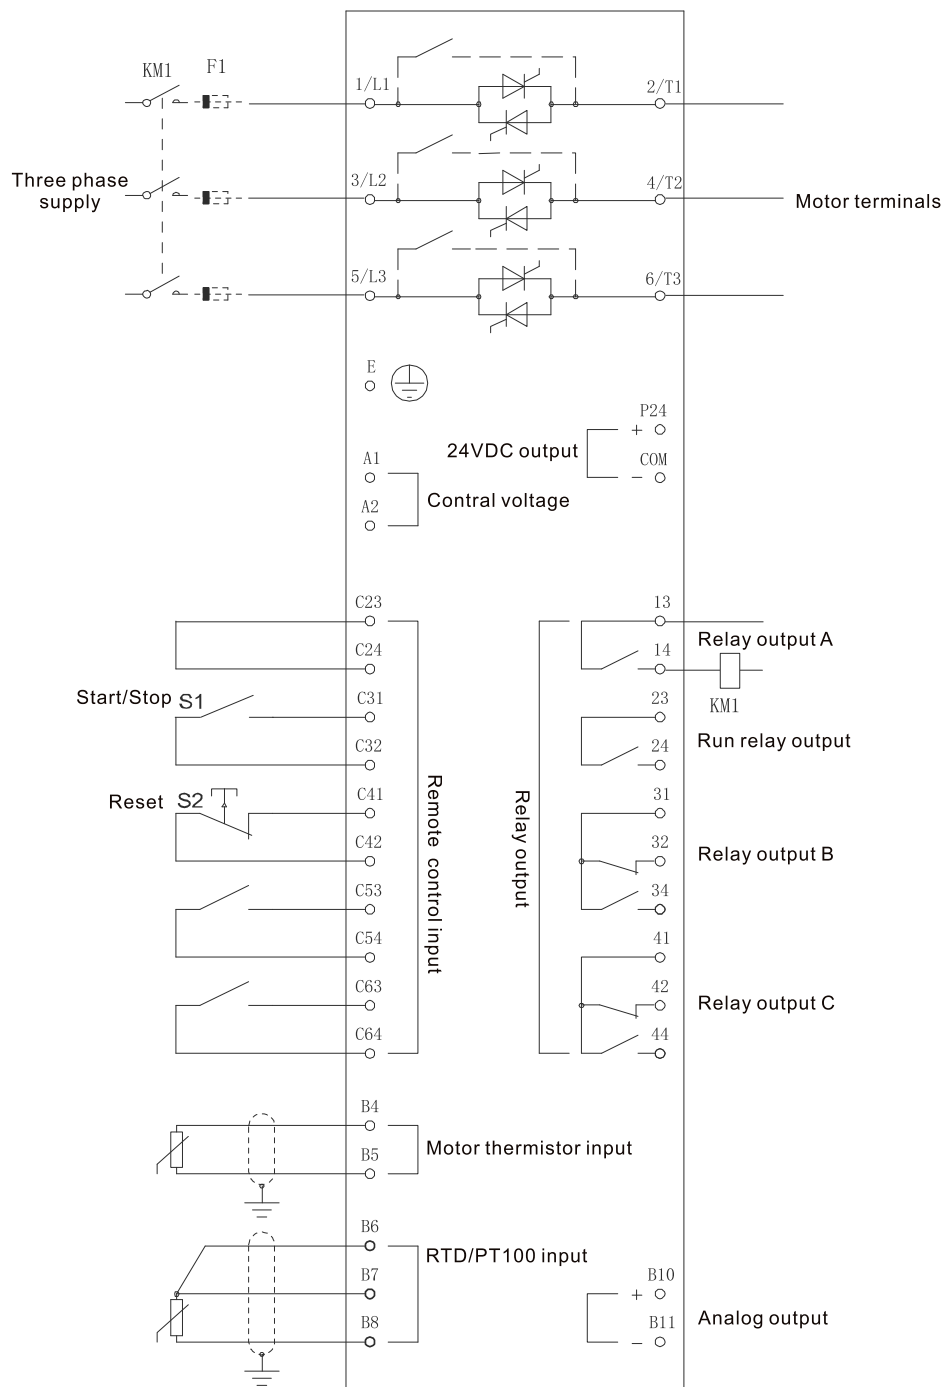 KM1
F1
1/L1
2/T1
Three phase
supply
3/L2
4/T2
Motor terminals
5/L3
6/T3
E
P24
+
24VDC output
COM
−
A1
Contral voltage
A2
C23
13
Relay output A
C24
14
KM1
Start/Stop S1
C31
23
Run relay output
C32
24
Reset S2
C41
31
C42
32
Relay output B
C53
34
C54
41
C63
42
Relay output C
C64
44
Remote control input
Relay output
B4
Motor thermistor input
B5
B6
RTD/PT100 input
B7
B10
+
B8
B11
−
Analog output